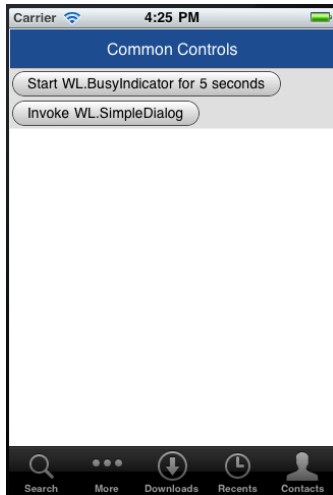 Carrier 4:25 PM
Common Controls
Start WL.BusyIndicator for 5 seconds
Invoke WL.SimpleDialog
Search More Downloads Recents Contacts